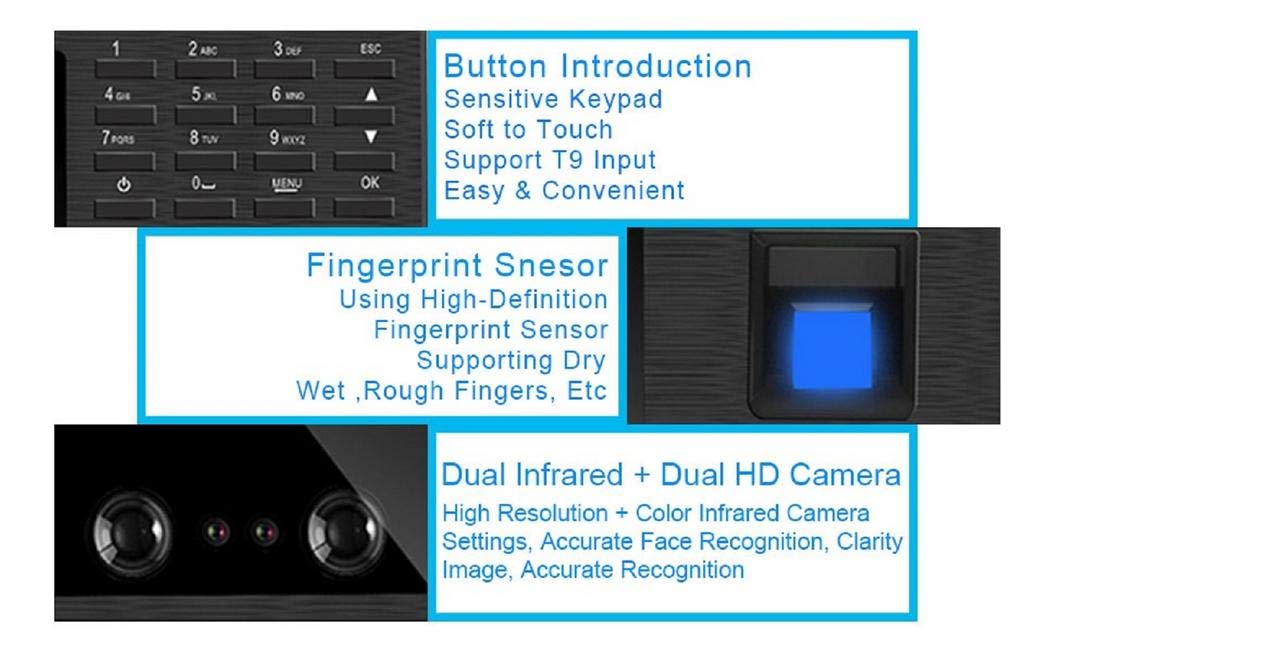 1 2 ABC 3 DEF ESC
4 GHI 5 JKL 6 MNO ▲
7 PQRS 8 TUV 9 WXYZ ▼
0 MENU OK
Button Introduction
Sensitive Keypad
Soft to Touch
Support T9 Input
Easy & Convenient
Fingerprint Snesor
Using High-Definition
Fingerprint Sensor
Supporting Dry
Wet ,Rough Fingers, Etc
Dual Infrared + Dual HD Camera
High Resolution + Color Infrared Camera
Settings, Accurate Face Recognition, Clarity
Image, Accurate Recognition